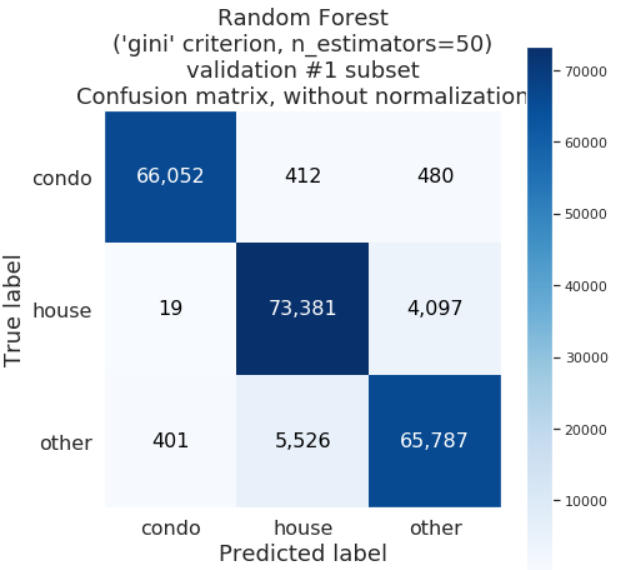 Random Forest
('gini' criterion, n_estimators=50)
validation #1 subset
Confusion matrix, without normalization
True label
condo 66,052 412 480
house 19 73,381 4,097
other 401 5,526 65,787
condo house other
Predicted label
70000
60000
50000
40000
30000
20000
10000